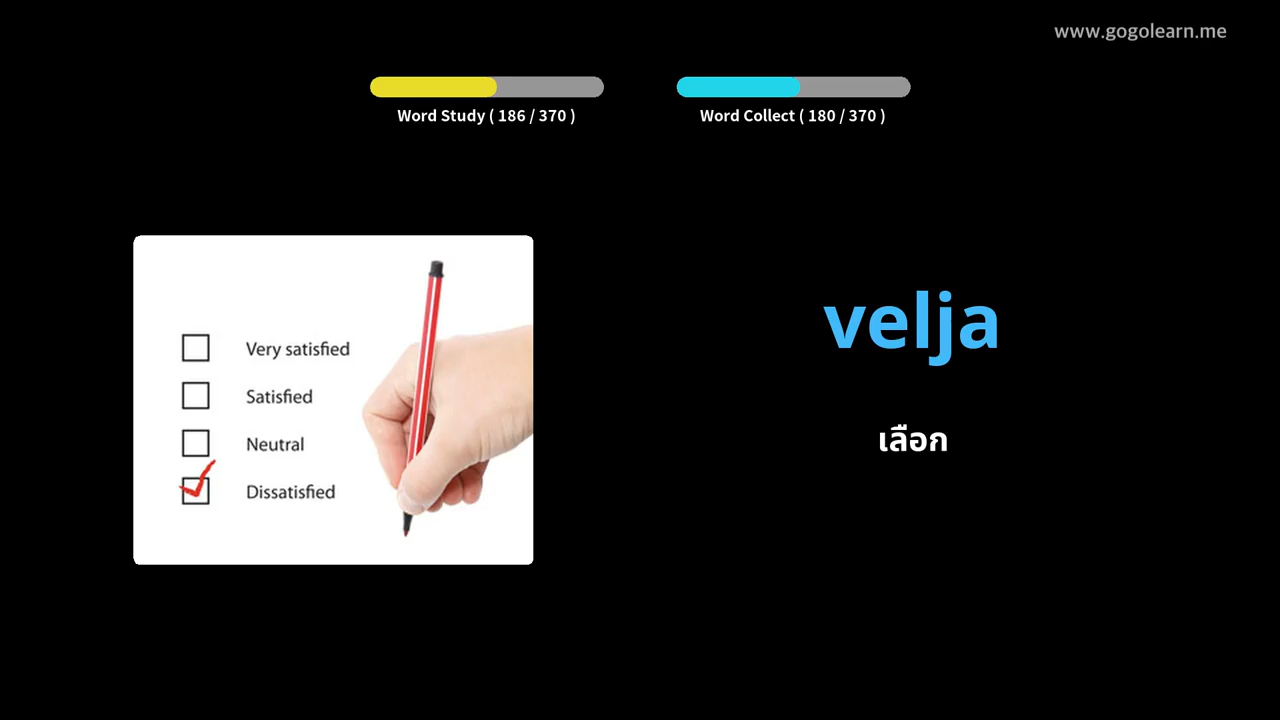 www.gogolearn.me
Word Study ( 186 / 370 )
Word Collect ( 180 / 370 )
Very satisfied
Satisfied
Neutral
Dissatisfied
velja
เลือก